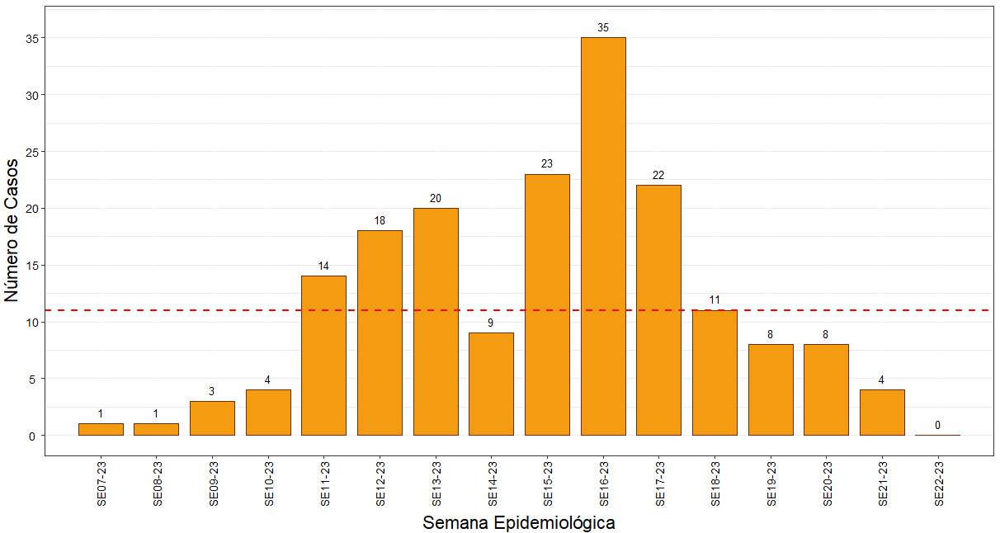 Número de Casos
35
30
25
20
15
10
5
0
1
1
3
4
14
18
20
9
23
35
22
11
8
8
4
0
SE07-23
SE08-23
SE09-23
SE10-23
SE11-23
SE12-23
SE13-23
SE14-23
SE15-23
SE16-23
SE17-23
SE18-23
SE19-23
SE20-23
SE21-23
SE22-23
Semana Epidemiológica